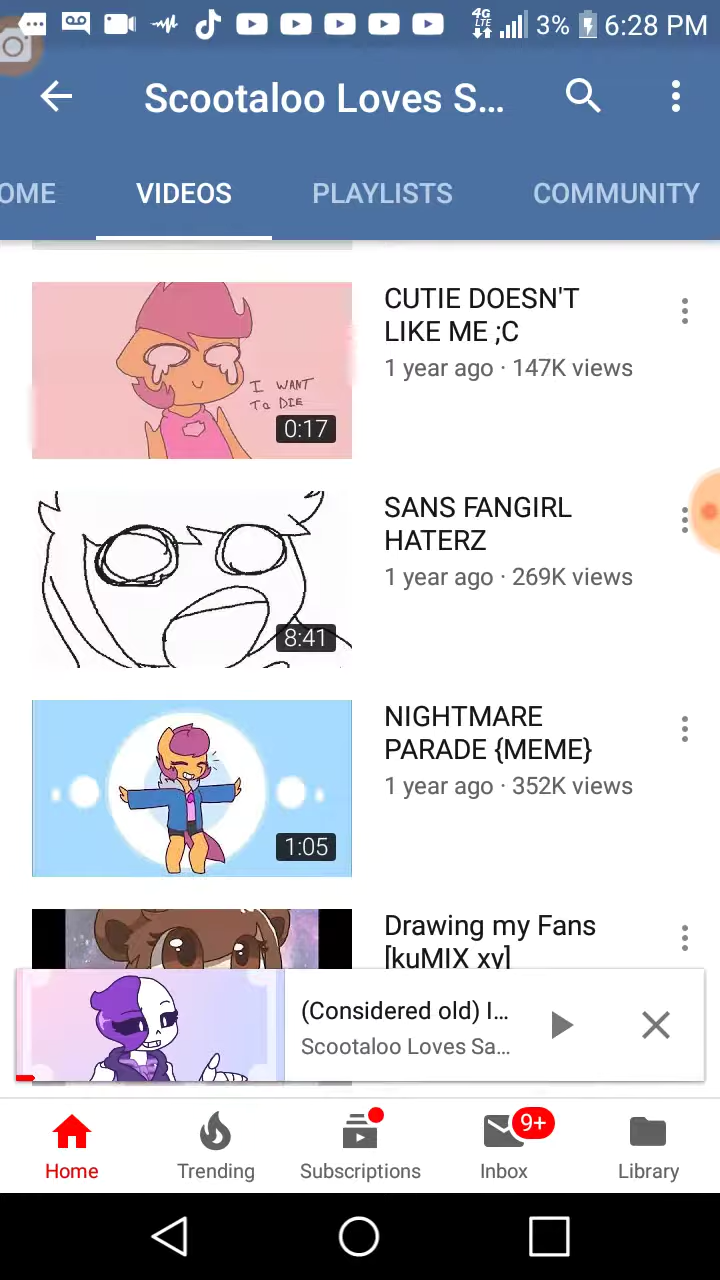 4G
LTE
3%
6:28 PM
Scootaloo Loves S...
OME
VIDEOS
PLAYLISTS
COMMUNITY
I WANT
To DIE
0:17
CUTIE DOESN'T
LIKE ME ;C
1 year ago · 147K views
8:41
SANS FANGIRL
HATERZ
1 year ago · 269K views
1:05
NIGHTMARE
PARADE {MEME}
1 year ago · 352K views
Drawing my Fans
[kuMIX xy]
(Considered old) I...
Scootaloo Loves Sa...
Home
Trending
Subscriptions
9+
Inbox
Library